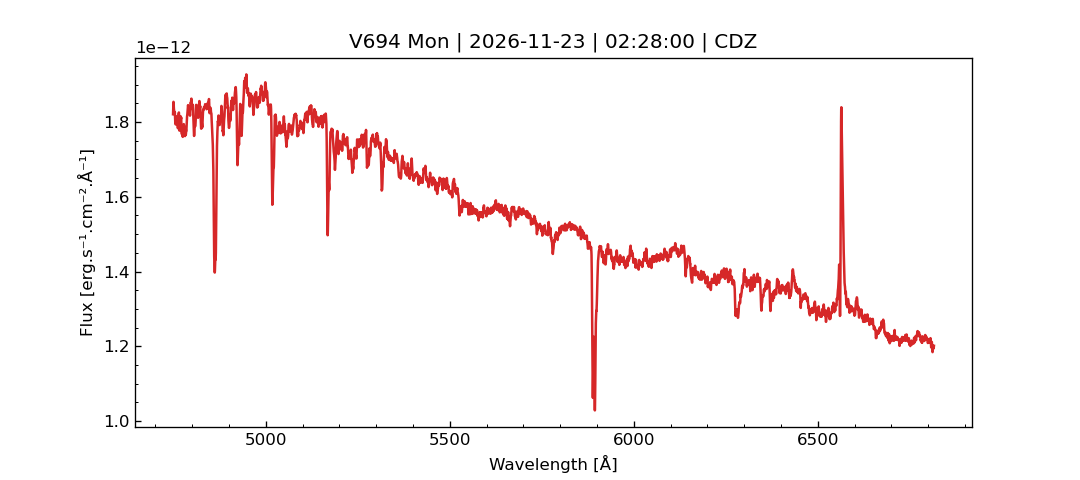 V694 Mon | 2026-11-23 | 02:28:00 | CDZ
1e−12
1.8
1.6
1.4
1.2
1.0
Flux [erg.s⁻¹.cm⁻².Å⁻¹]
5000 5500 6000 6500
Wavelength [Å]